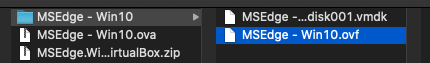 MSEdge - Win10
MSEdge - Win10.ova
MSEdge.Wi...irtualBox.zip
MSEdge -...disk001.vmdk
MSEdge - Win10.ovf